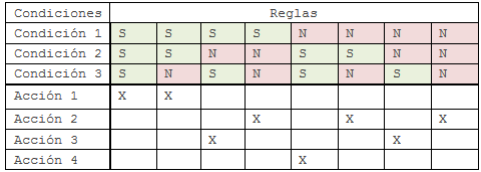 Condiciones Reglas
Condición 1 S S S S N N N N
Condición 2 S S N N S S N N
Condición 3 S N S N S N S N
Acción 1 X X
Acción 2 X X X
Acción 3 X X
Acción 4 X